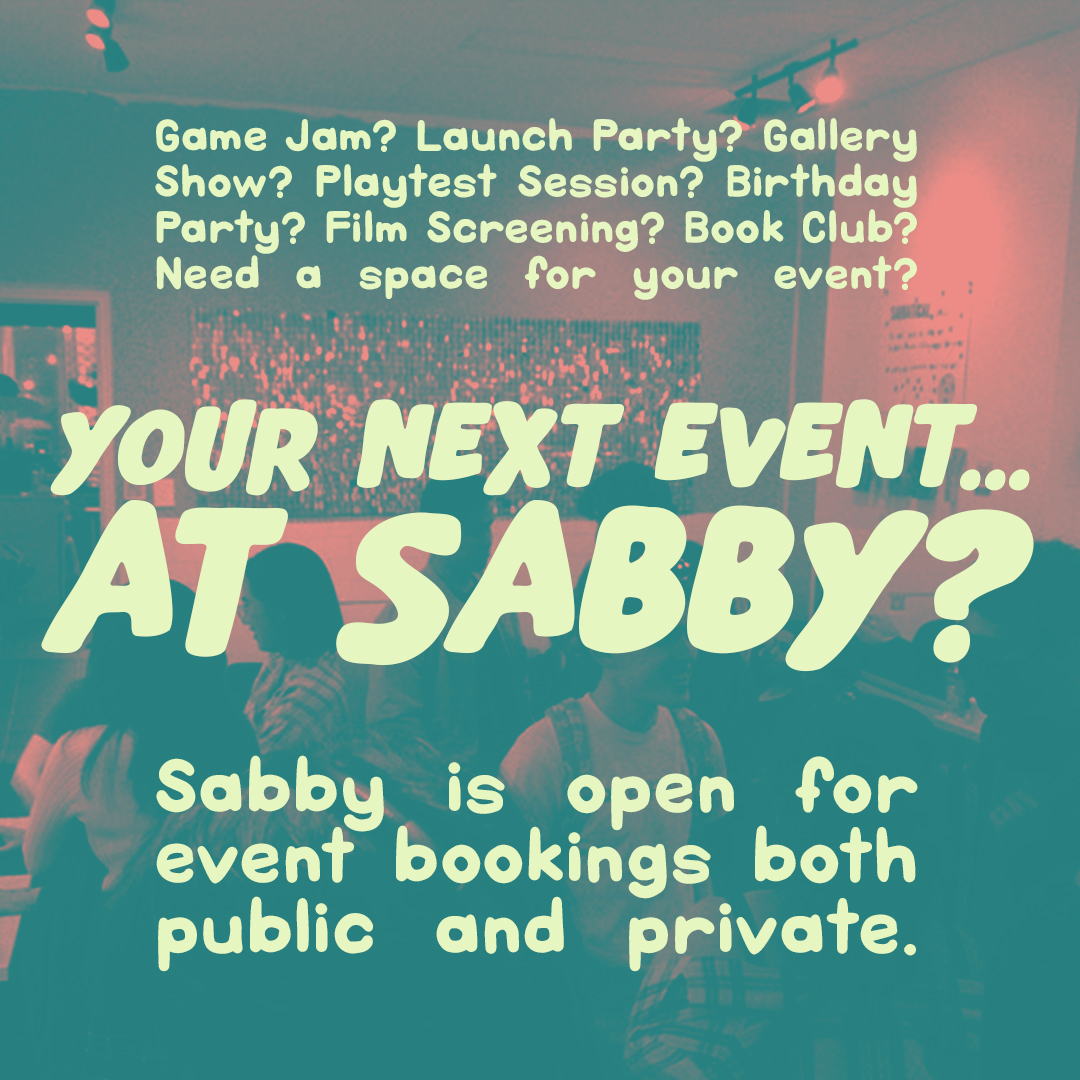 Game Jam? Launch Party? Gallery
Show? Playtest Session? Birthday
Party? Film Screening? Book Club?
Need a space for your event?
YOUR NEXT EVENT...
AT SABBY?
Sabby is open for
event bookings both
public and private.